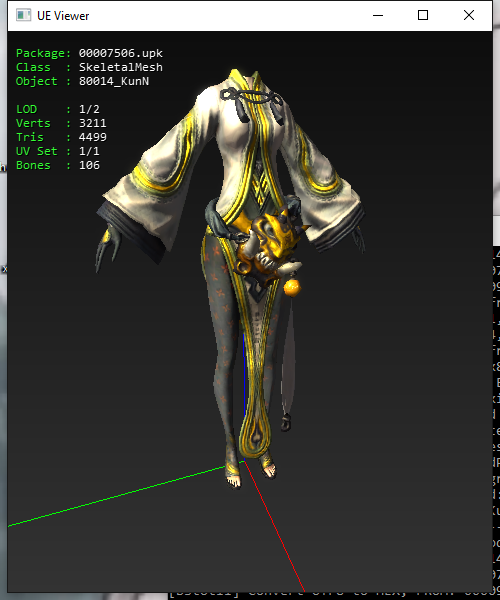 UE Viewer
Package: 00007506.upk
Class : SkeletalMesh
Object : 80014_KunN
LOD : 1/2
Verts : 3211
Tris : 4499
UV Set : 1/1
Bones : 106